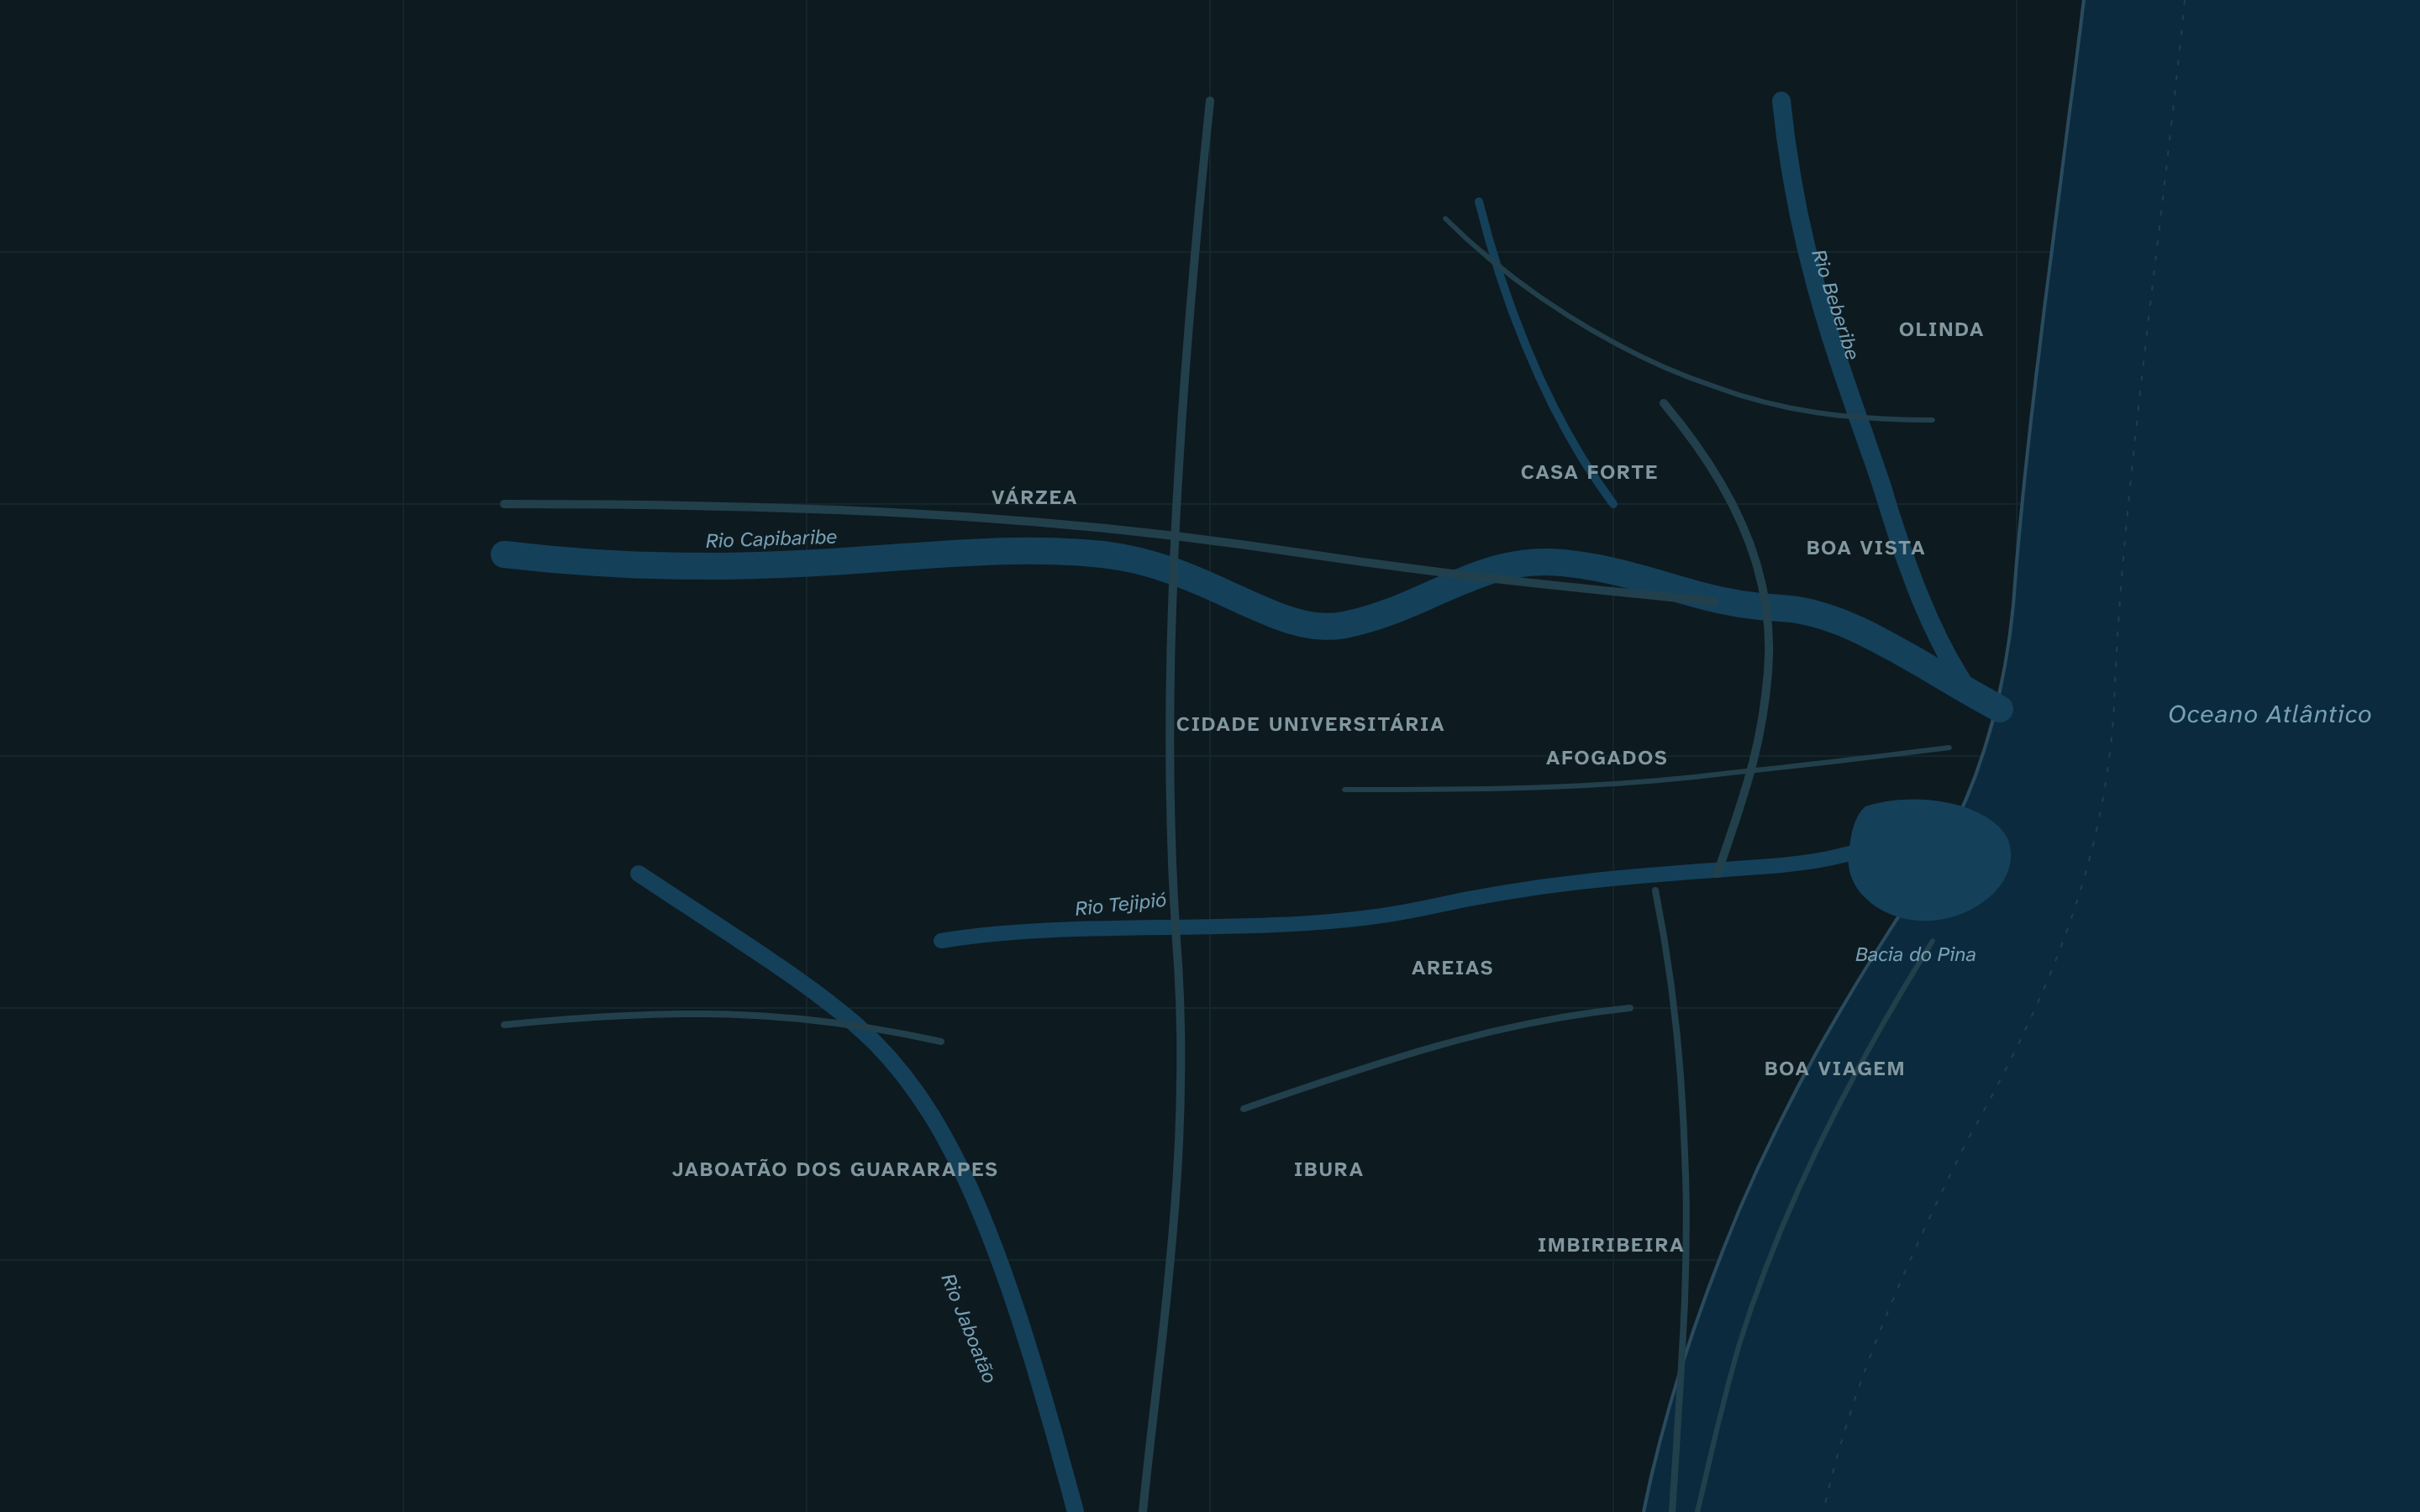 Rio Beberibe
OLINDA
CASA FORTE
VÁRZEA
Rio Capibaribe
BOA VISTA
Oceano Atlântico
CIDADE UNIVERSITÁRIA
AFOGADOS
Rio Tejipió
Bacia do Pina
AREIAS
BOA VIAGEM
JABOATÃO DOS GUARARAPES
IBURA
IMBIRIBEIRA
Rio Jaboatão